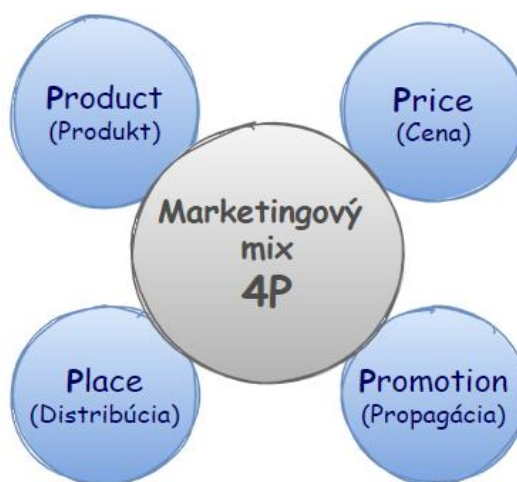 Product
(Produkt)
Price
(Cena)
Marketingový
mix
4P
Place
(Distribúcia)
Promotion
(Propagácia)